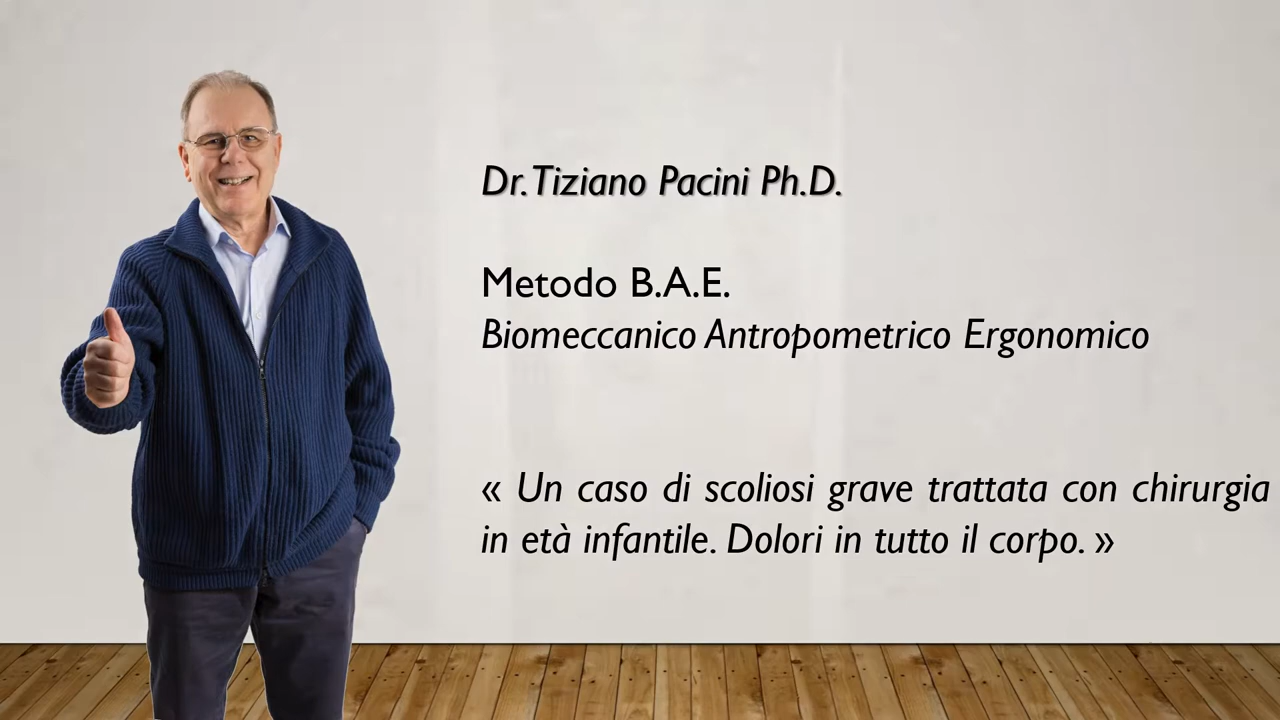 Dr. Tiziano Pacini Ph.D.
Metodo B.A.E.
Biomeccanico Antropometrico Ergonomico
« Un caso di scoliosi grave trattata con chirurgia
in età infantile. Dolori in tutto il corpo. »